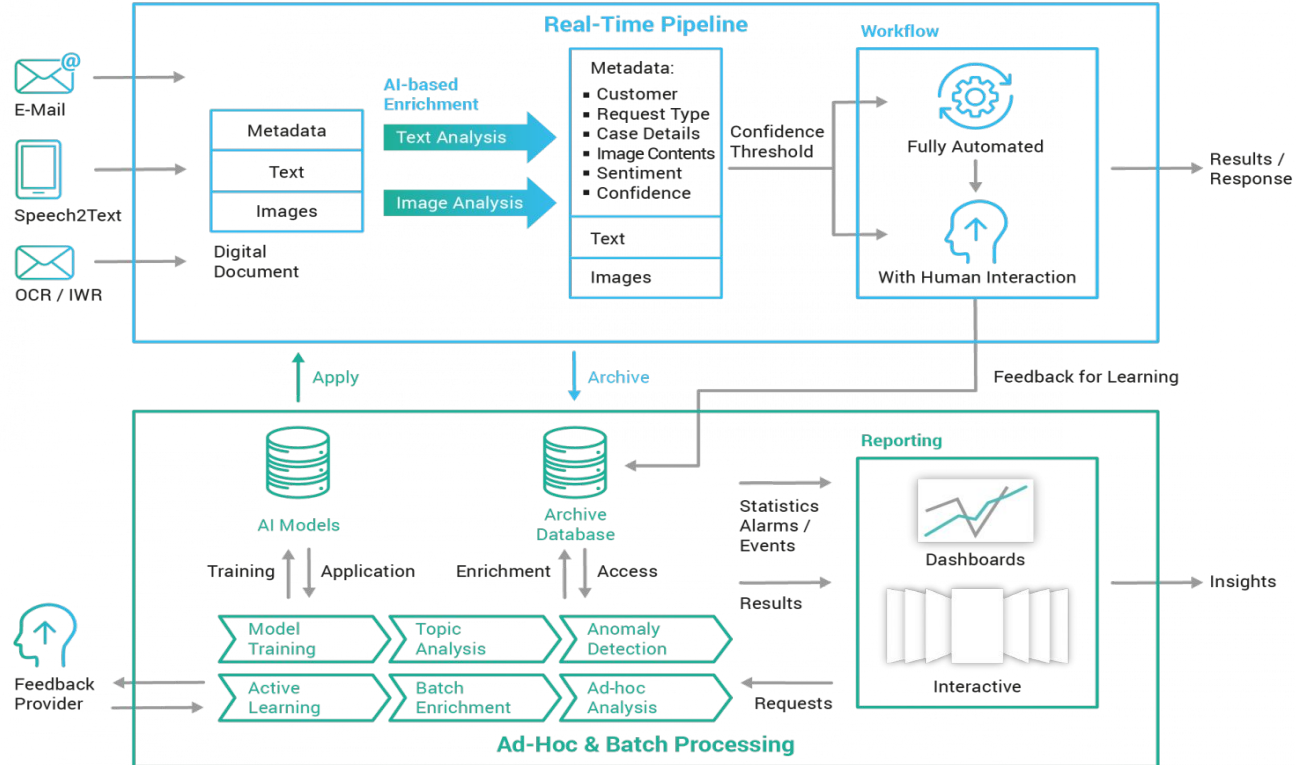 Real-Time Pipeline
@
E-Mail
Speech2Text
OCR / IWR
Metadata
Text
Images
Digital
Document
AI-based
Enrichment
Text Analysis
Image Analysis
Metadata:
▪ Customer
▪ Request Type
▪ Case Details
▪ Image Contents
▪ Sentiment
▪ Confidence
Text
Images
Confidence
Threshold
Workflow
Fully Automated
With Human Interaction
Results /
Response
Apply
Archive
Feedback for Learning
AI Models
Archive
Database
Training
Application
Enrichment
Access
Model
Training
Topic
Analysis
Anomaly
Detection
Active
Learning
Batch
Enrichment
Ad-hoc
Analysis
Feedback
Provider
Statistics
Alarms /
Events
Results
Requests
Reporting
Dashboards
Interactive
Insights
Ad-Hoc & Batch Processing